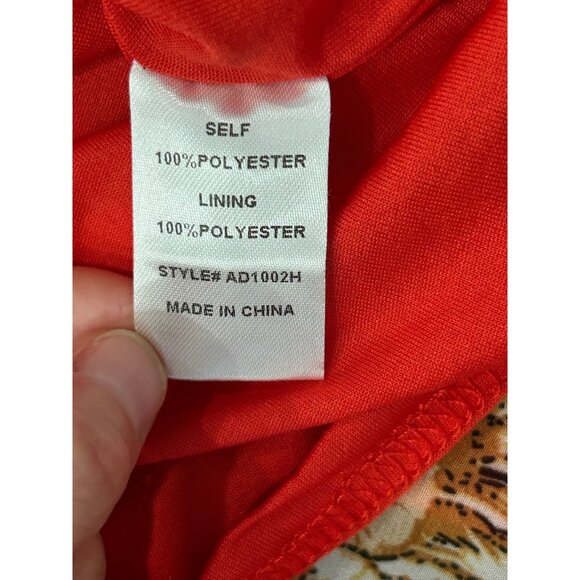 SELF
100%POLYESTER
LINING
100%POLYESTER
STYLE# AD1002H
MADE IN CHINA